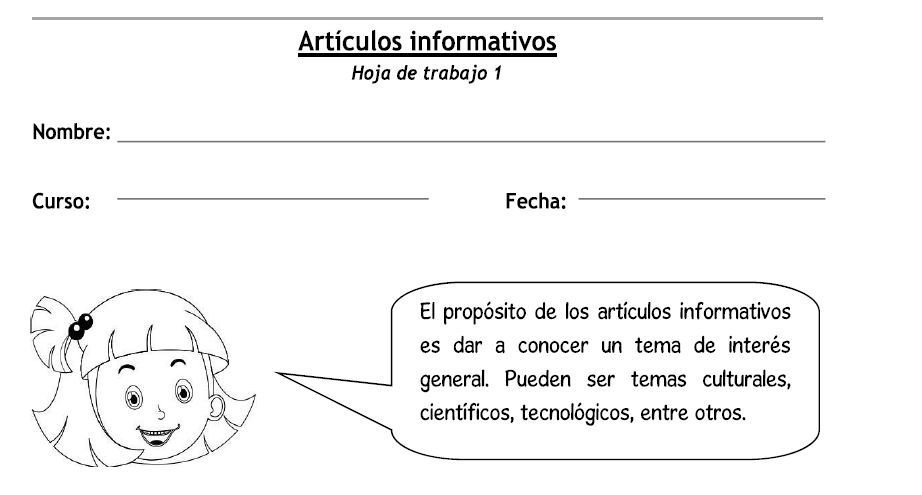 Artículos informativos
Hoja de trabajo 1
Nombre:
Curso:
Fecha:
El propósito de los artículos informativos
es dar a conocer un tema de interés
general. Pueden ser temas culturales,
científicos, tecnológicos, entre otros.